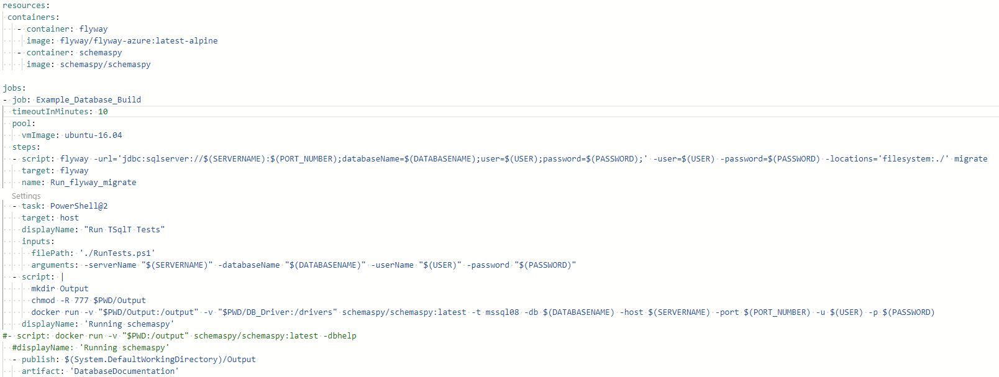 resources:
containers:
- container: flyway
image: flyway/flyway-azure:latest-alpine
- container: schemaspy
image: schemaspy/schemaspy
jobs:
- job: Example_Database_Build
timeoutInMinutes: 10
pool:
vmImage: ubuntu-16.04
steps:
- script: flyway -url='jdbc:sqlserver://$(SERVERNAME):$(PORT_NUMBER);databaseName=$(DATABASENAME);user=$(USER);password=$(PASSWORD);' -user=$(USER) -password=$(PASSWORD) -locations='filesystem:./' migrate
target: flyway
name: Run_flyway_migrate
Settings
- task: PowerShell@2
target: host
displayName: "Run TSqlT Tests"
inputs:
filePath: './RunTests.ps1'
arguments: -serverName "$(SERVERNAME)" -databaseName "$(DATABASENAME)" -userName "$(USER)" -password "$(PASSWORD)"
- script: |
mkdir Output
chmod -R 777 $PWD/Output
docker run -v "$PWD/Output:/output" -v "$PWD/DB_Driver:/drivers" schemaspy/schemaspy:latest -t mssql08 -db $(DATABASENAME) -host $(SERVERNAME) -port $(PORT_NUMBER) -u $(USER) -p $(PASSWORD)
displayName: 'Running schemaspy'
#- script: docker run -v "$PWD:/output" schemaspy/schemaspy:latest -dbhelp
#displayName: 'Running schemaspy'
- publish: $(System.DefaultWorkingDirectory)/Output
artifact: 'DatabaseDocumentation'